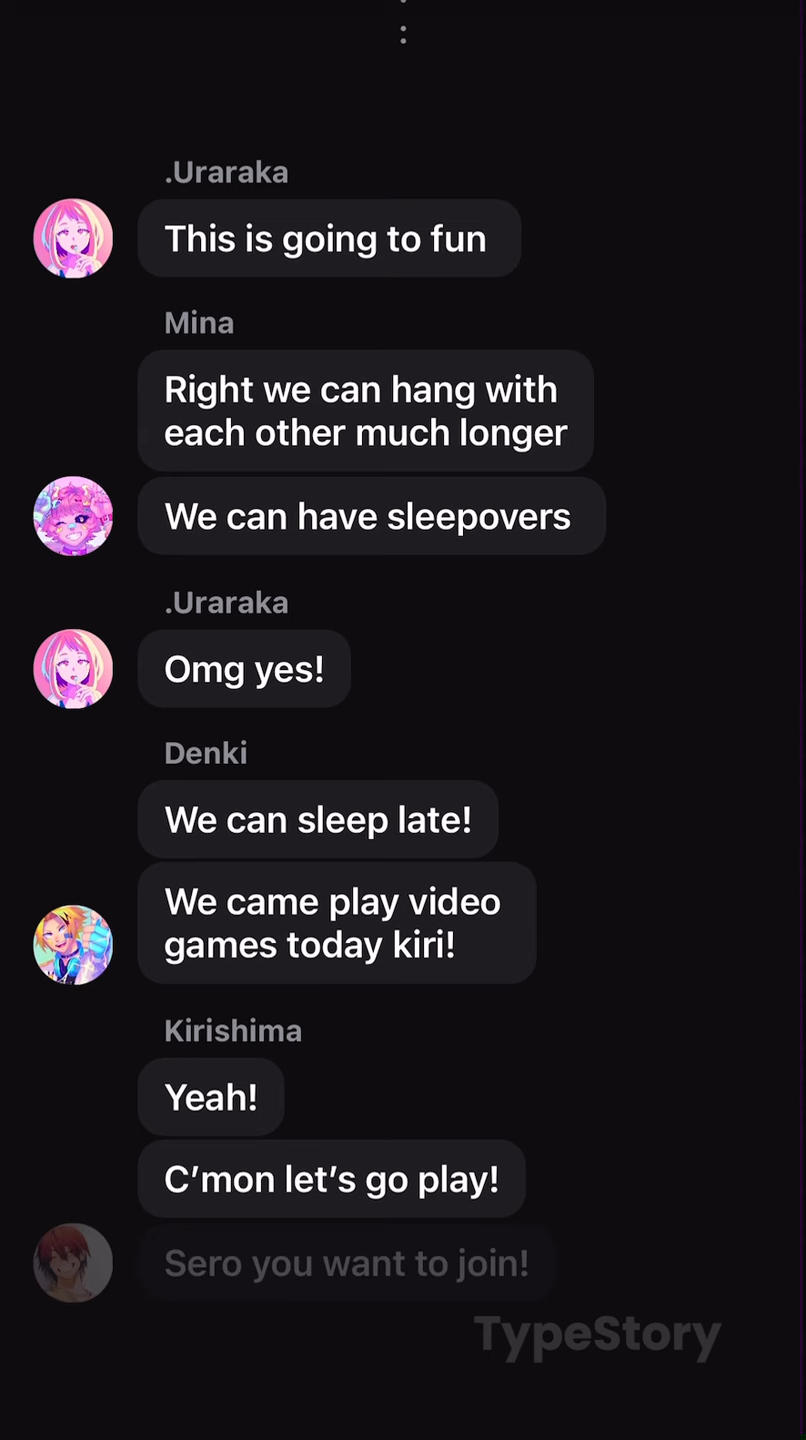 .Uraraka
This is going to fun
Mina
Right we can hang with
each other much longer
We can have sleepovers
.Uraraka
Omg yes!
Denki
We can sleep late!
We came play video
games today kiri!
Kirishima
Yeah!
C’mon let’s go play!
Sero you want to join!
TypeStory